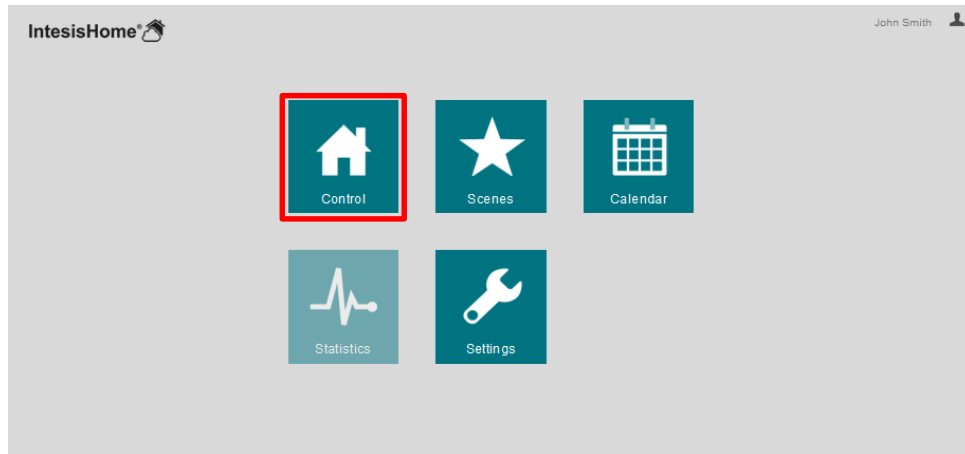 IntesisHome®
John Smith
Control
Scenes
Calendar
Statistics
Settings